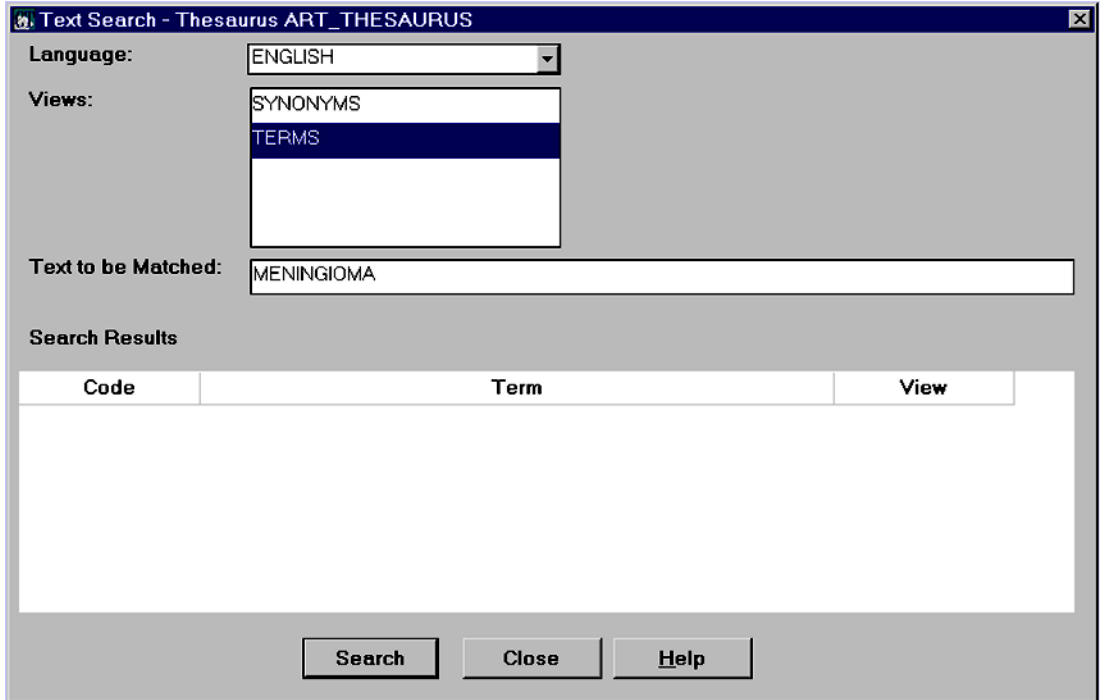 Text Search - Thesaurus ART_THESAURUS
Language: ENGLISH
Views: SYNONYMS
TERMS
Text to be Matched: MENINGIOMA
Search Results
Code Term View
Search Close Help